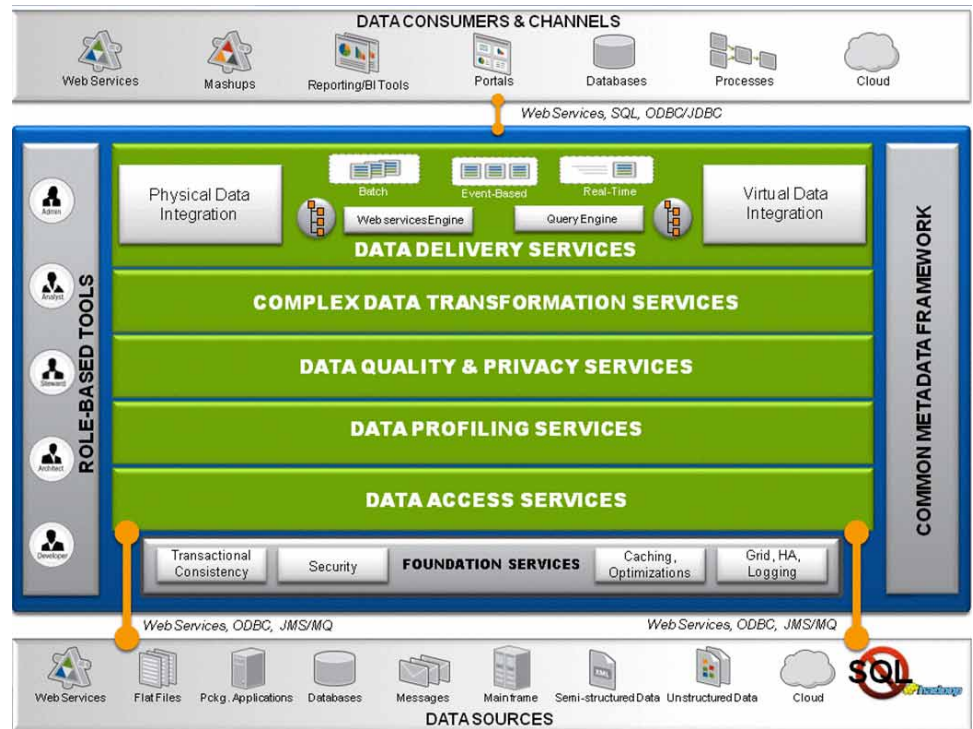 DATA CONSUMERS & CHANNELS
Web Services
Mashups
Reporting/BI Tools
Portals
Databases
Processes
Cloud
Web Services, SQL, ODBC/JDBC
ROLE-BASED TOOLS
Admin
Analyst
Steward
Architect
Developer
Physical Data
Integration
Batch
Event-Based
Real-Time
Web services Engine
Query Engine
Virtual Data
Integration
DATA DELIVERY SERVICES
COMPLEX DATA TRANSFORMATION SERVICES
DATA QUALITY & PRIVACY SERVICES
DATA PROFILING SERVICES
DATA ACCESS SERVICES
Transactional
Consistency
Security
FOUNDATION SERVICES
Caching,
Optimizations
Grid, HA,
Logging
COMMON METADATA FRAMEWORK
Web Services, ODBC, JMS/MQ
Web Services, ODBC, JMS/MQ
Web Services
Flat Files
Pckg. Applications
Databases
Messages
Mainframe
XML
Semi-structured Data
Unstructured Data
Cloud
SQL
hadoop
DATA SOURCES